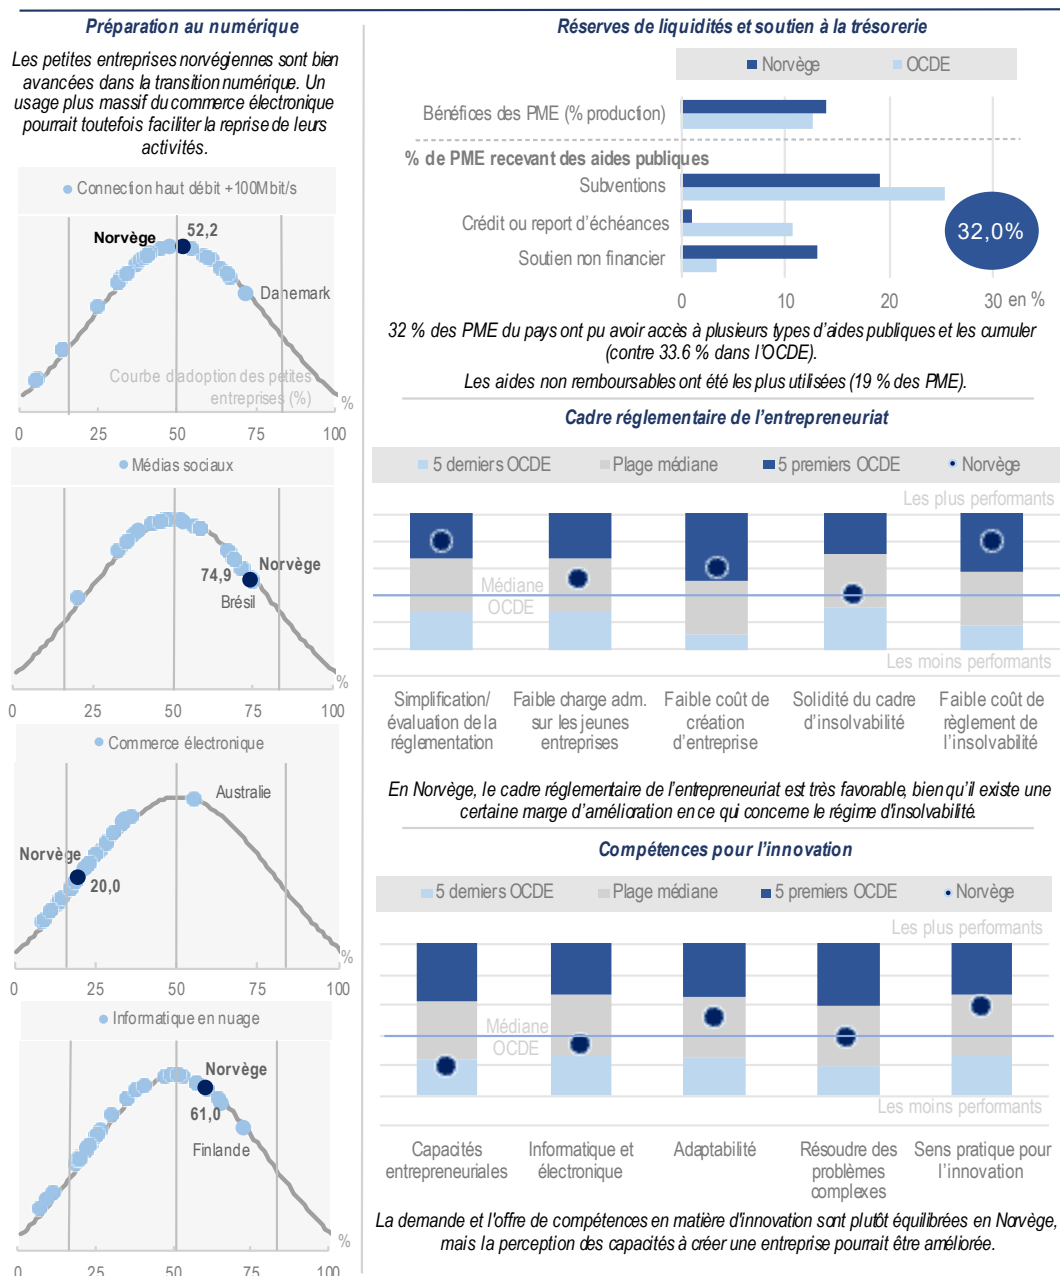 Préparation au numérique
Les petites entreprises norvégiennes sont bien
avancées dans la transition numérique. Un
usage plus massif du commerce électronique
pourrait toutefois faciliter la reprise de leurs
activités.
Connection haut débit +100Mbit/s
Norvège
52,2
Danemark
Courbe d'adoption des petites
entreprises (%)
%
0 25 50 75 100
Médias sociaux
74,9
Norvège
Brésil
%
0 25 50 75 100
Commerce électronique
Australie
Norvège
20,0
%
0 25 50 75 100
Informatique en nuage
Norvège
61,0
Finlande
%
0 25 50 75 100
Réserves de liquidités et soutien à la trésorerie
Norvège OCDE
Bénéfices des PME (% production)
% de PME recevant des aides publiques
Subventions
Crédit ou report d'échéances
32,0%
Soutien non financier
0 10 20 30 en %
32 % des PME du pays ont pu avoir accès à plusieurs types d'aides publiques et les cumuler
(contre 33.6 % dans l'OCDE).
Les aides non remboursables ont été les plus utilisées (19 % des PME).
Cadre réglementaire de l'entrepreneuriat
5 derniers OCDE Plage médiane 5 premiers OCDE Norvège
Les plus performants
Médiane
OCDE
Les moins performants
Simplification/
évaluation de la
réglementation
Faible charge adm.
sur les jeunes
entreprises
Faible coût de
création
d'entreprise
Solidité du cadre
d'insolvabilité
Faible coût de
règlement de
l'insolvabilité
En Norvège, le cadre réglementaire de l'entrepreneuriat est très favorable, bien qu'il existe une
certaine marge d'amélioration en ce qui concerne le régime d'insolvabilité.
Compétences pour l'innovation
5 derniers OCDE Plage médiane 5 premiers OCDE Norvège
Les plus performants
Médiane
OCDE
Les moins performants
Capacités
entrepreneuriales
Informatique et
électronique
Adaptabilité
Résoudre des
problèmes
complexes
Sens pratique pour
l'innovation
La demande et l'offre de compétences en matière d'innovation sont plutôt équilibrées en Norvège,
mais la perception des capacités à créer une entreprise pourrait être améliorée.